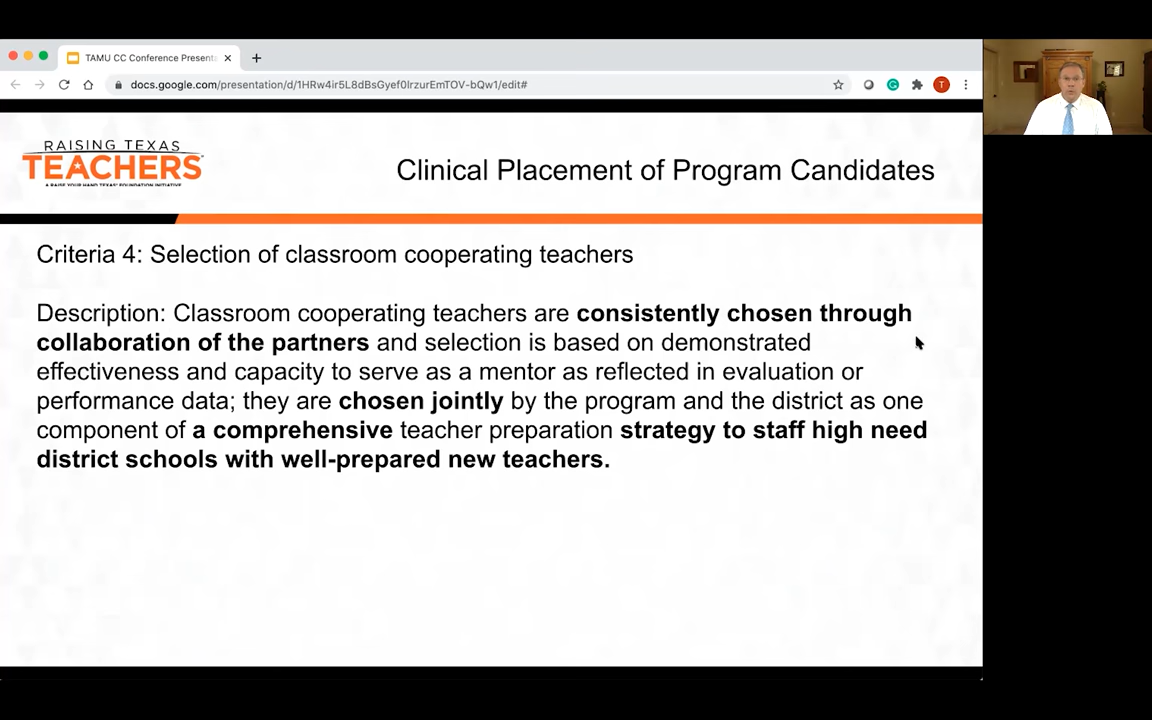 TAMU CC Conference Present
docs.google.com/presentation/d/1HRw4ir5L8dBsGyef0lrzurEmTOV-bQw1/edit#
T
RAISING TEXAS
TEACHERS
A RAISE YOUR HAND TEXAS FOUNDATION INITIATIVE
Clinical Placement of Program Candidates
Criteria 4: Selection of classroom cooperating teachers
Description: Classroom cooperating teachers are consistently chosen through
collaboration of the partners and selection is based on demonstrated
effectiveness and capacity to serve as a mentor as reflected in evaluation or
performance data; they are chosen jointly by the program and the district as one
component of a comprehensive teacher preparation strategy to staff high need
district schools with well-prepared new teachers.